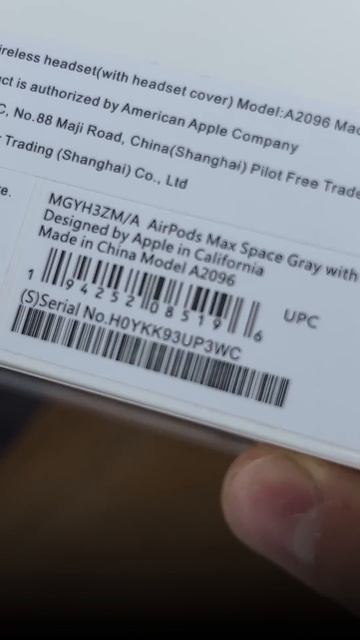 ireless headset(with headset cover) Model:A2096 Mad
ct is authorized by American Apple Company
C, No.88 Maji Road, China(Shanghai) Pilot Free Trade
r Trading (Shanghai) Co., Ltd
re.
MGYH3ZM/A AirPods Max Space Gray with
Designed by Apple in California
Made in China Model A2096
1 94252 08519 6
UPC
(S)Serial No.H0YKK93UP3WC